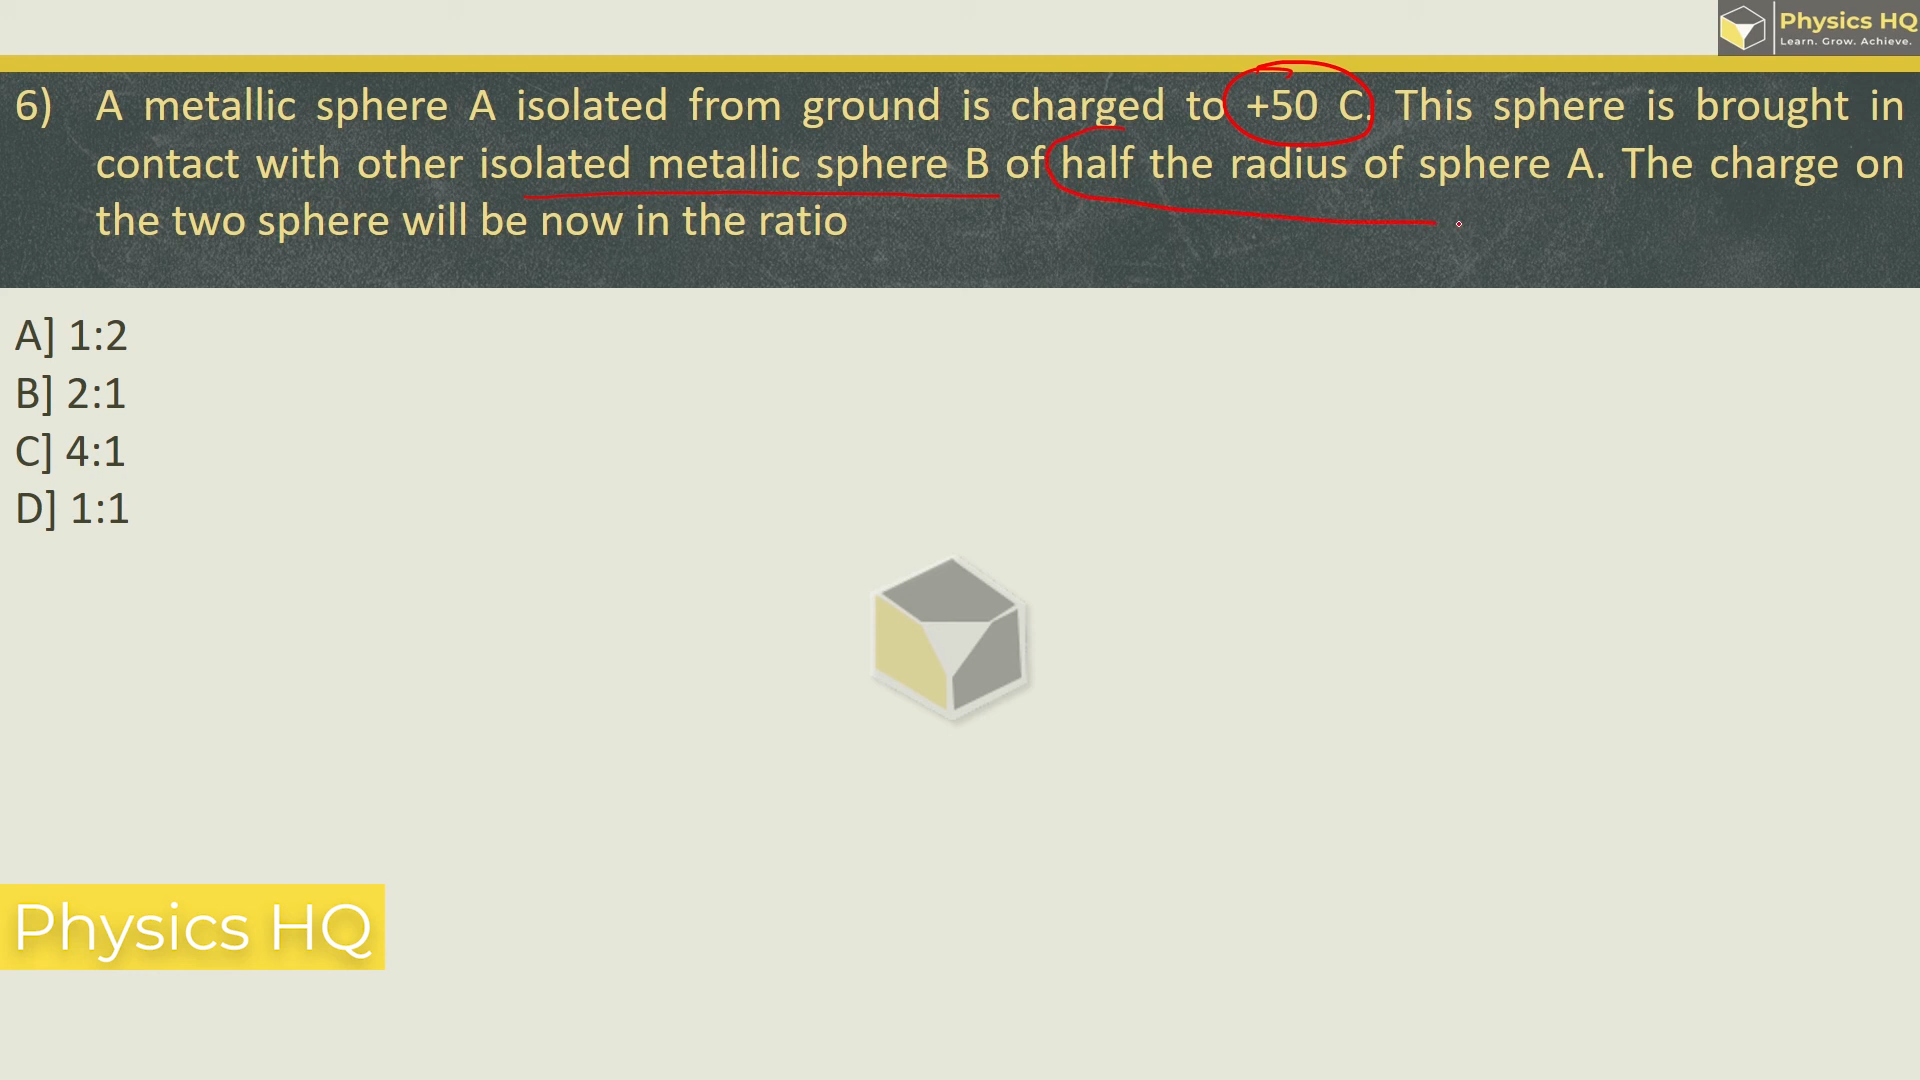 Physics HQ
Learn. Grow. Achieve.
6) A metallic sphere A isolated from ground is charged to +50 C. This sphere is brought in
contact with other isolated metallic sphere B of half the radius of sphere A. The charge on
the two sphere will be now in the ratio
A] 1:2
B] 2:1
C] 4:1
D] 1:1
Physics HQ